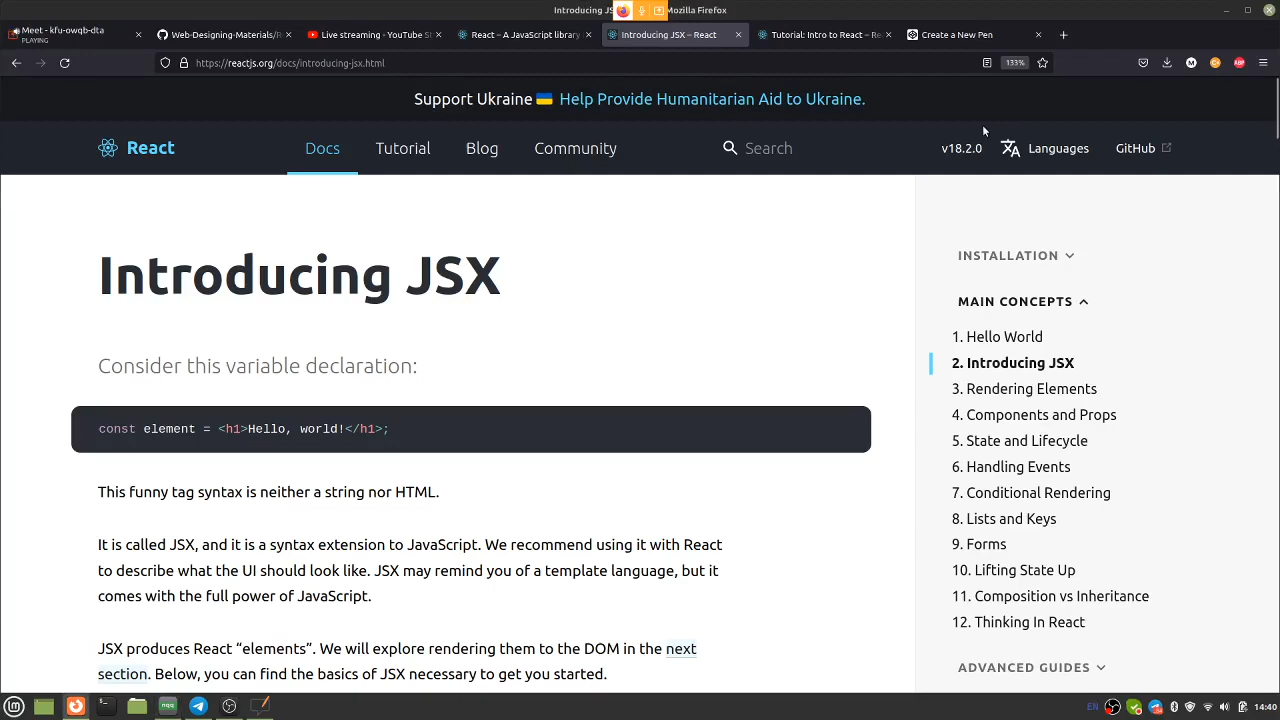 Introducing JS
Mozilla Firefox
Meet - kfu-owqb-dta
PLAYING
Web-Designing-Materials/R
Live streaming - YouTube St
React – A JavaScript library
Introducing JSX – React
Tutorial: Intro to React – Re
Create a New Pen
https://reactjs.org/docs/introducing-jsx.html
133%
Support Ukraine 🇺🇦 Help Provide Humanitarian Aid to Ukraine.
React
Docs
Tutorial
Blog
Community
Search
v18.2.0
Languages
GitHub
Introducing JSX
Consider this variable declaration:
const element = <h1>Hello, world!</h1>;
This funny tag syntax is neither a string nor HTML.
It is called JSX, and it is a syntax extension to JavaScript. We recommend using it with React
to describe what the UI should look like. JSX may remind you of a template language, but it
comes with the full power of JavaScript.
JSX produces React “elements”. We will explore rendering them to the DOM in the next
section. Below, you can find the basics of JSX necessary to get you started.
INSTALLATION
MAIN CONCEPTS
1. Hello World
2. Introducing JSX
3. Rendering Elements
4. Components and Props
5. State and Lifecycle
6. Handling Events
7. Conditional Rendering
8. Lists and Keys
9. Forms
10. Lifting State Up
11. Composition vs Inheritance
12. Thinking In React
ADVANCED GUIDES
nqq
EN
14:40